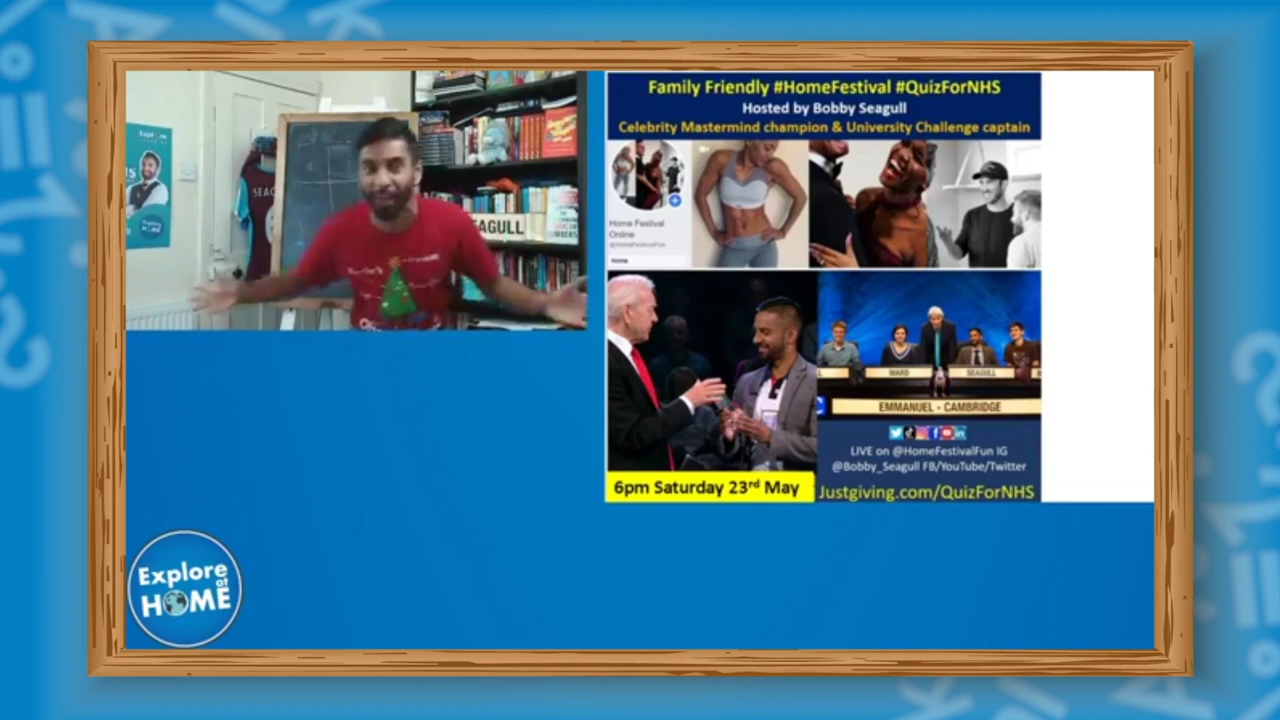 SEAGULL
Family Friendly #HomeFestival #QuizForNHS
Hosted by Bobby Seagull
Celebrity Mastermind champion & University Challenge captain
Home Festival
Online
@HomeFestivalFun
Home
WARD
SEAGULL
EMMANUEL - CAMBRIDGE
LIVE on @HomeFestivalFun IG
@Bobby_Seagull FB/YouTube/Twitter
6pm Saturday 23rd May
Justgiving.com/QuizForNHS
Explore
at
HOME